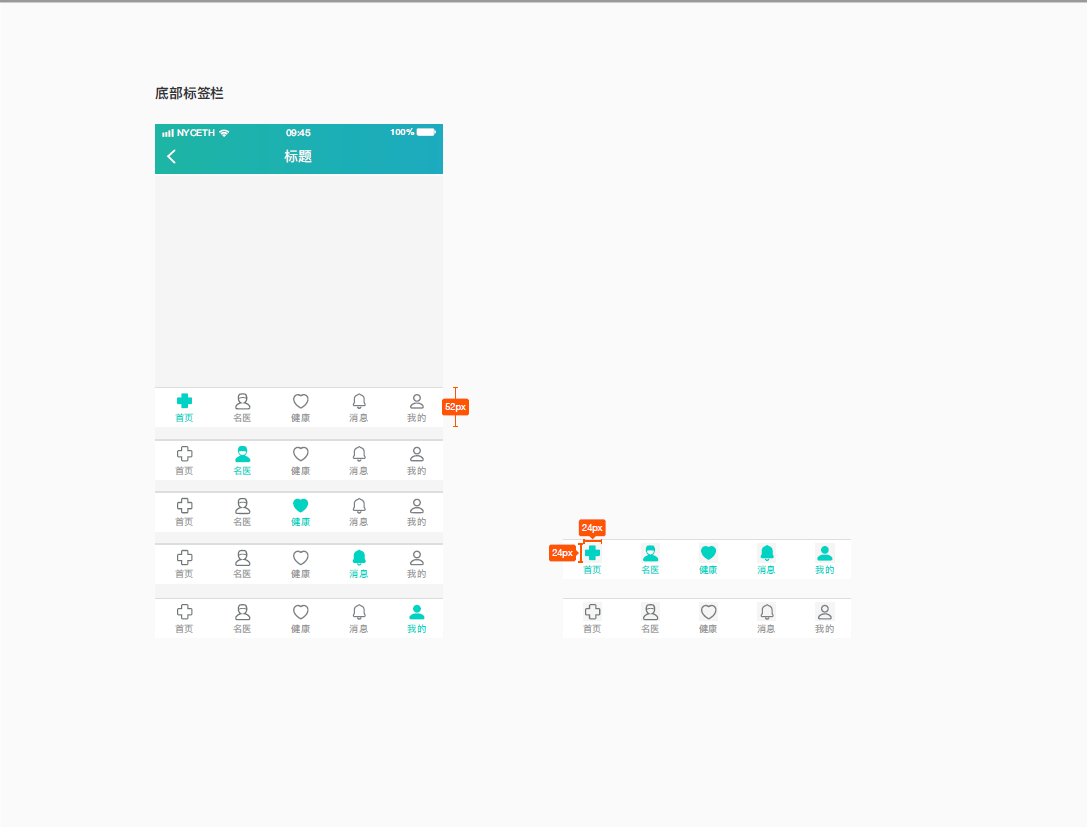 底部标签栏
NYCETH 09:45 100%
标题
首页 名医 健康 消息 我的
52px
首页 名医 健康 消息 我的
首页 名医 健康 消息 我的
首页 名医 健康 消息 我的
首页 名医 健康 消息 我的
24px
24px
首页 名医 健康 消息 我的
首页 名医 健康 消息 我的